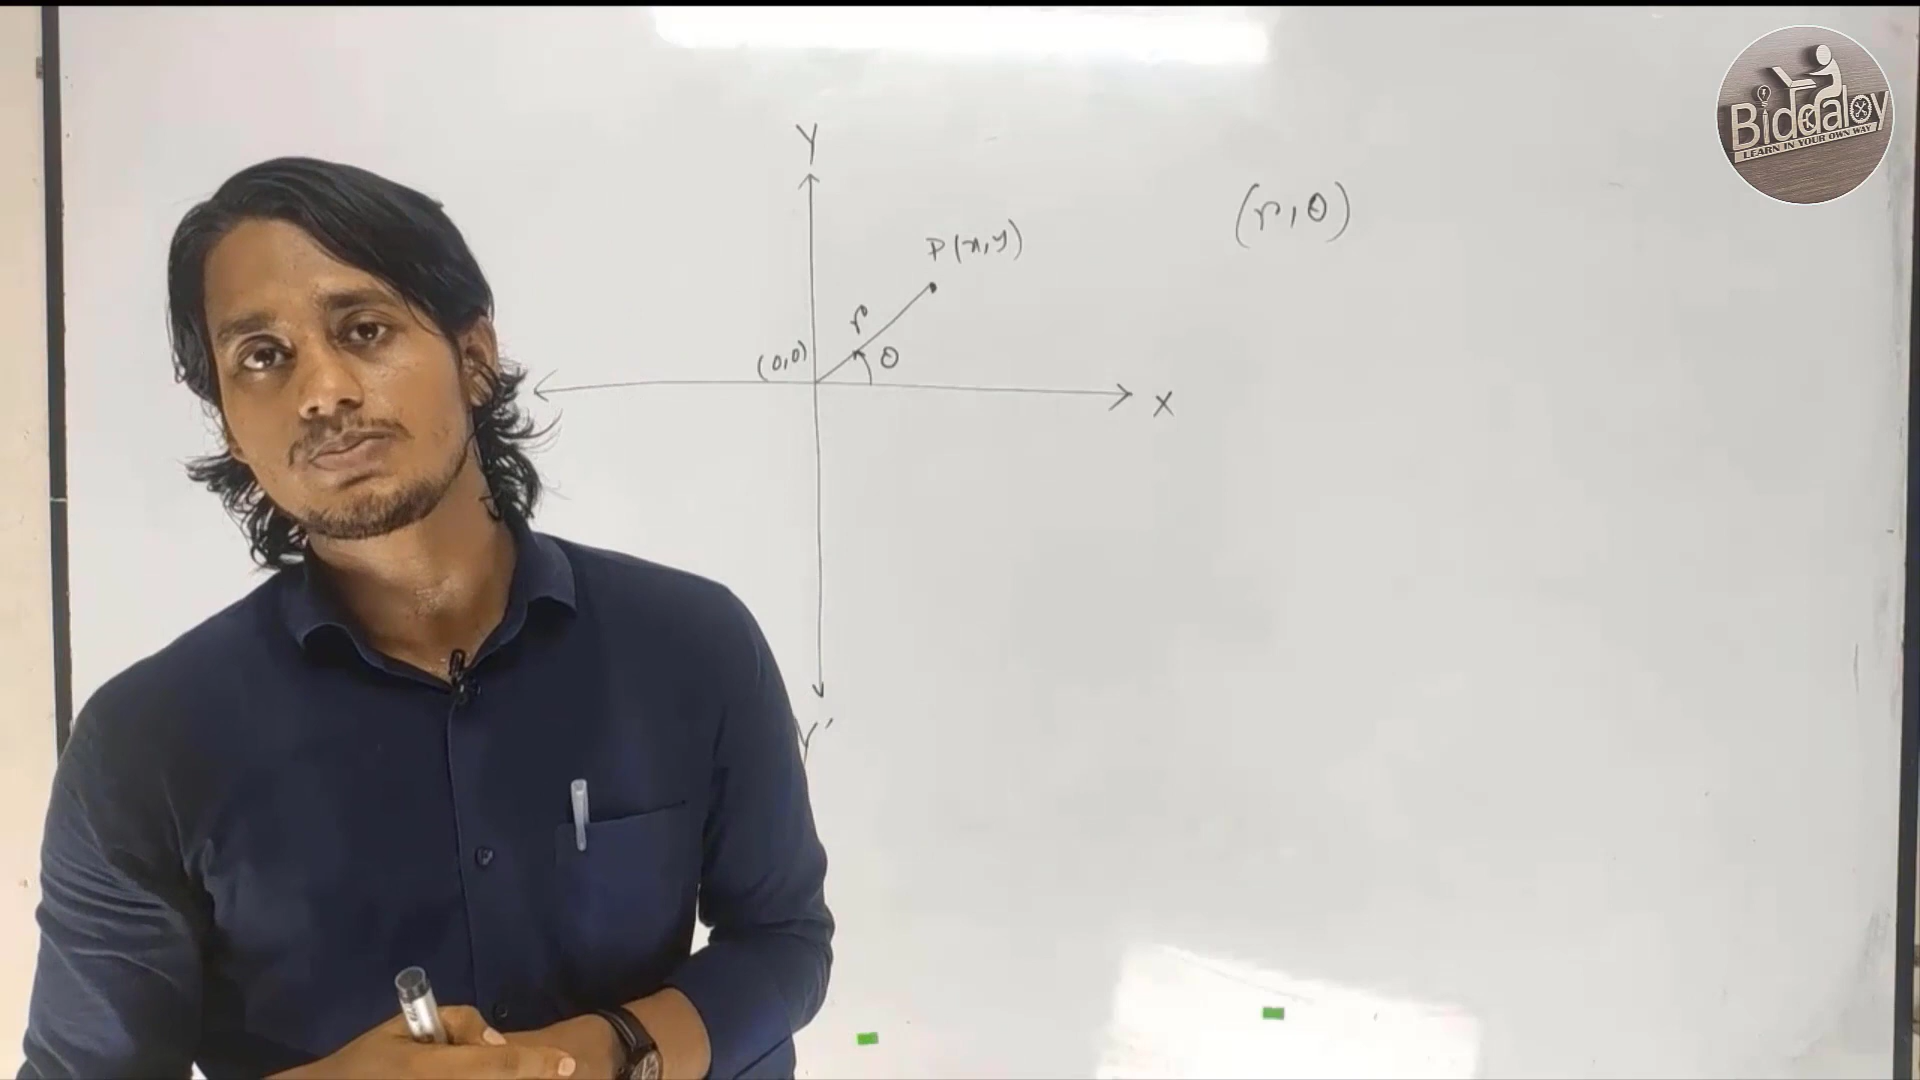 Biddaloy
LEARN IN YOUR OWN WAY
Y
(r,θ)
P(x,y)
r
(0,0)
θ
X
Y'